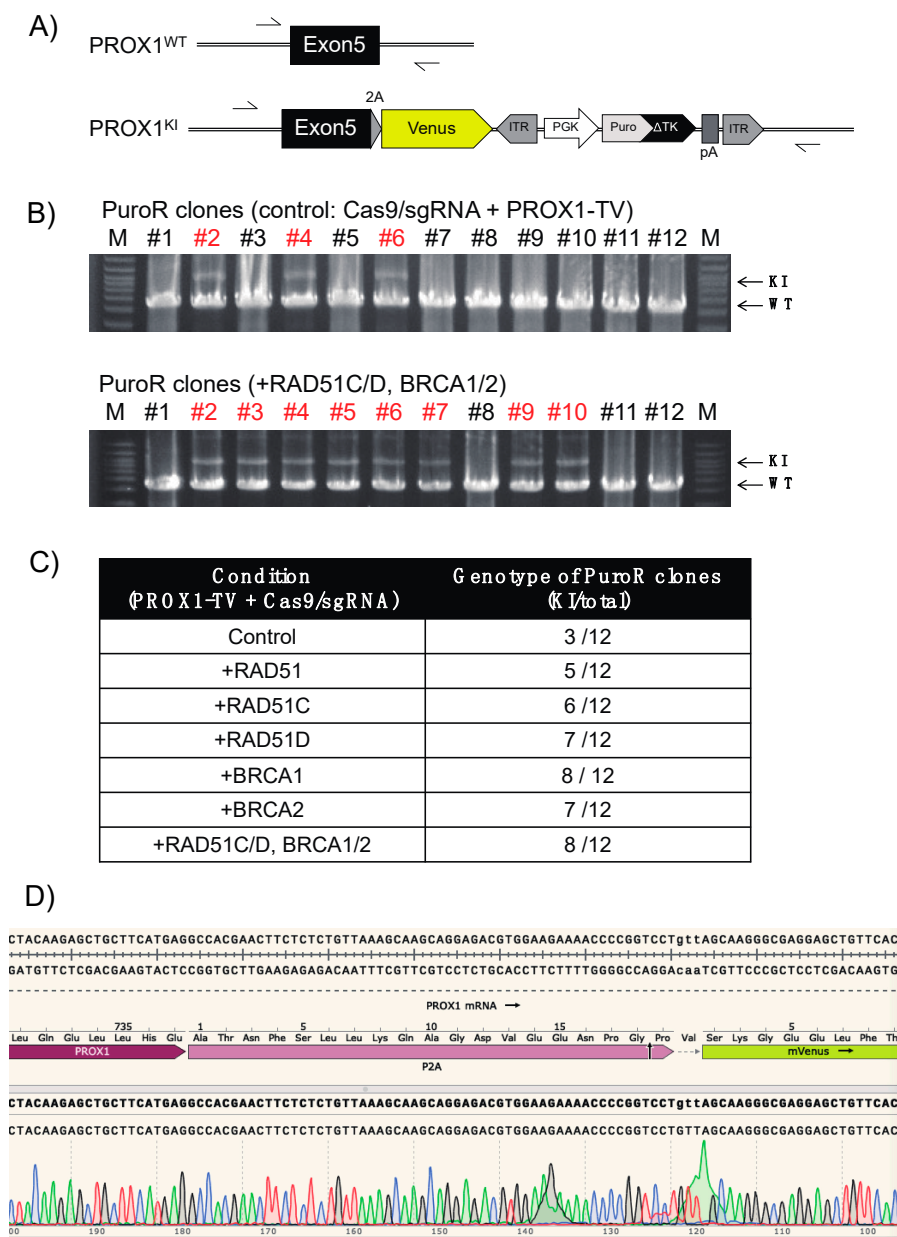 A)
PROX1WT Exon5
2A
PROX1KI Exon5 Venus ITR PGK Puro ΔTK ITR
pA
B)
PuroR clones (control: Cas9/sgRNA + PROX1-TV)
M #1 #2 #3 #4 #5 #6 #7 #8 #9 #10 #11 #12 M
KI
WT
PuroR clones (+RAD51C/D, BRCA1/2)
M #1 #2 #3 #4 #5 #6 #7 #8 #9 #10 #11 #12 M
KI
WT
C)
Condition Genotype of PuroR clones
(PROX1-TV + Cas9/sgRNA) (KI/total)
Control 3 /12
+RAD51 5 /12
+RAD51C 6 /12
+RAD51D 7 /12
+BRCA1 8 / 12
+BRCA2 7 /12
+RAD51C/D, BRCA1/2 8 /12
D)
CTACAAGAGCTGCTTCATGAGGCCACGAACTTCTCTCTGTTAAAGCAAGCAGGAGACGTGGAAGAAAACCCCGGTCCTgttAGCAAGGGCGAGGAGCTGTTCAC
GATGTTCTCGACGAAGTACTCCGGTGCTTGAAGAGAGACAATTTCGTTCGTCCTCTGCACCTTCTTTTGGGGCCAGGAcaaTCGTTCCCGCTCCTCGACAAGTG
PROX1 mRNA
735 1 5 10 15 5
Leu Gln Glu Leu Leu His Glu Ala Thr Asn Phe Ser Leu Leu Lys Gln Ala Gly Asp Val Glu Glu Asn Pro Gly Pro Val Ser Lys Gly Glu Glu Leu Phe Th
PROX1 mVenus
P2A
CTACAAGAGCTGCTTCATGAGGCCACGAACTTCTCTCTGTTAAAGCAAGCAGGAGACGTGGAAGAAAACCCCGGTCCTgttAGCAAGGGCGAGGAGCTGTTCAC
CTACAAGAGCTGCTTCATGAGGCCACGAACTTCTCTCTGTTAAAGCAAGCAGGAGACGTGGAAGAAAACCCCGGTCCTGTTAGCAAGGGCGAGGAGCTGTTCAC
00 190 180 170 160 150 140 130 120 110 100